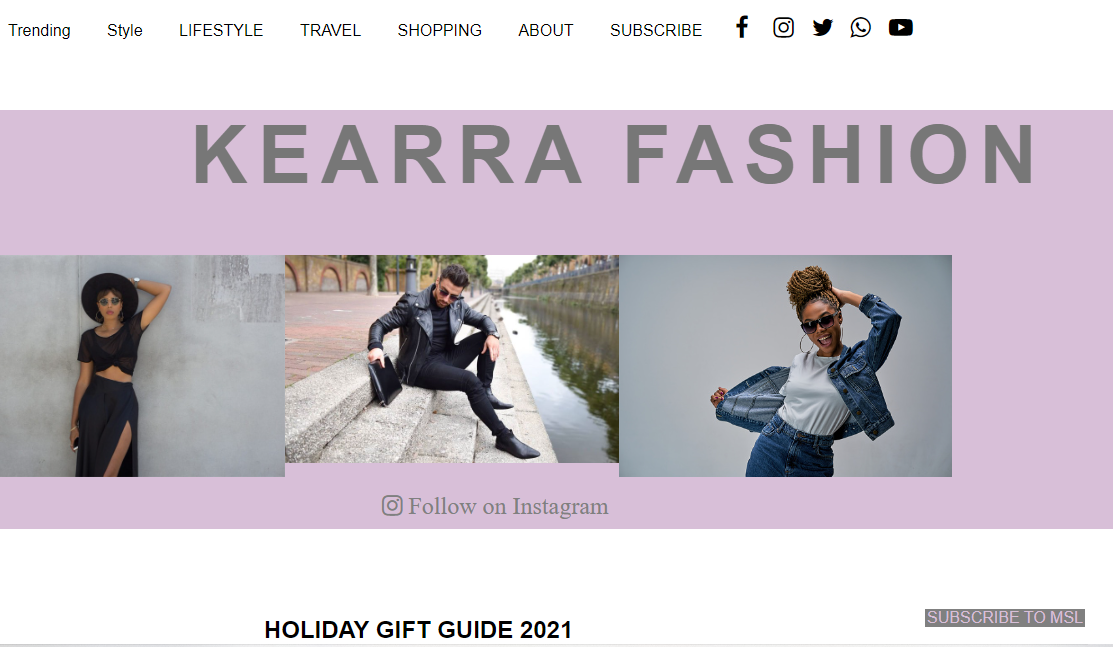 Trending Style LIFESTYLE TRAVEL SHOPPING ABOUT SUBSCRIBE
KEARRA FASHION
Follow on Instagram
SUBSCRIBE TO MSL
HOLIDAY GIFT GUIDE 2021